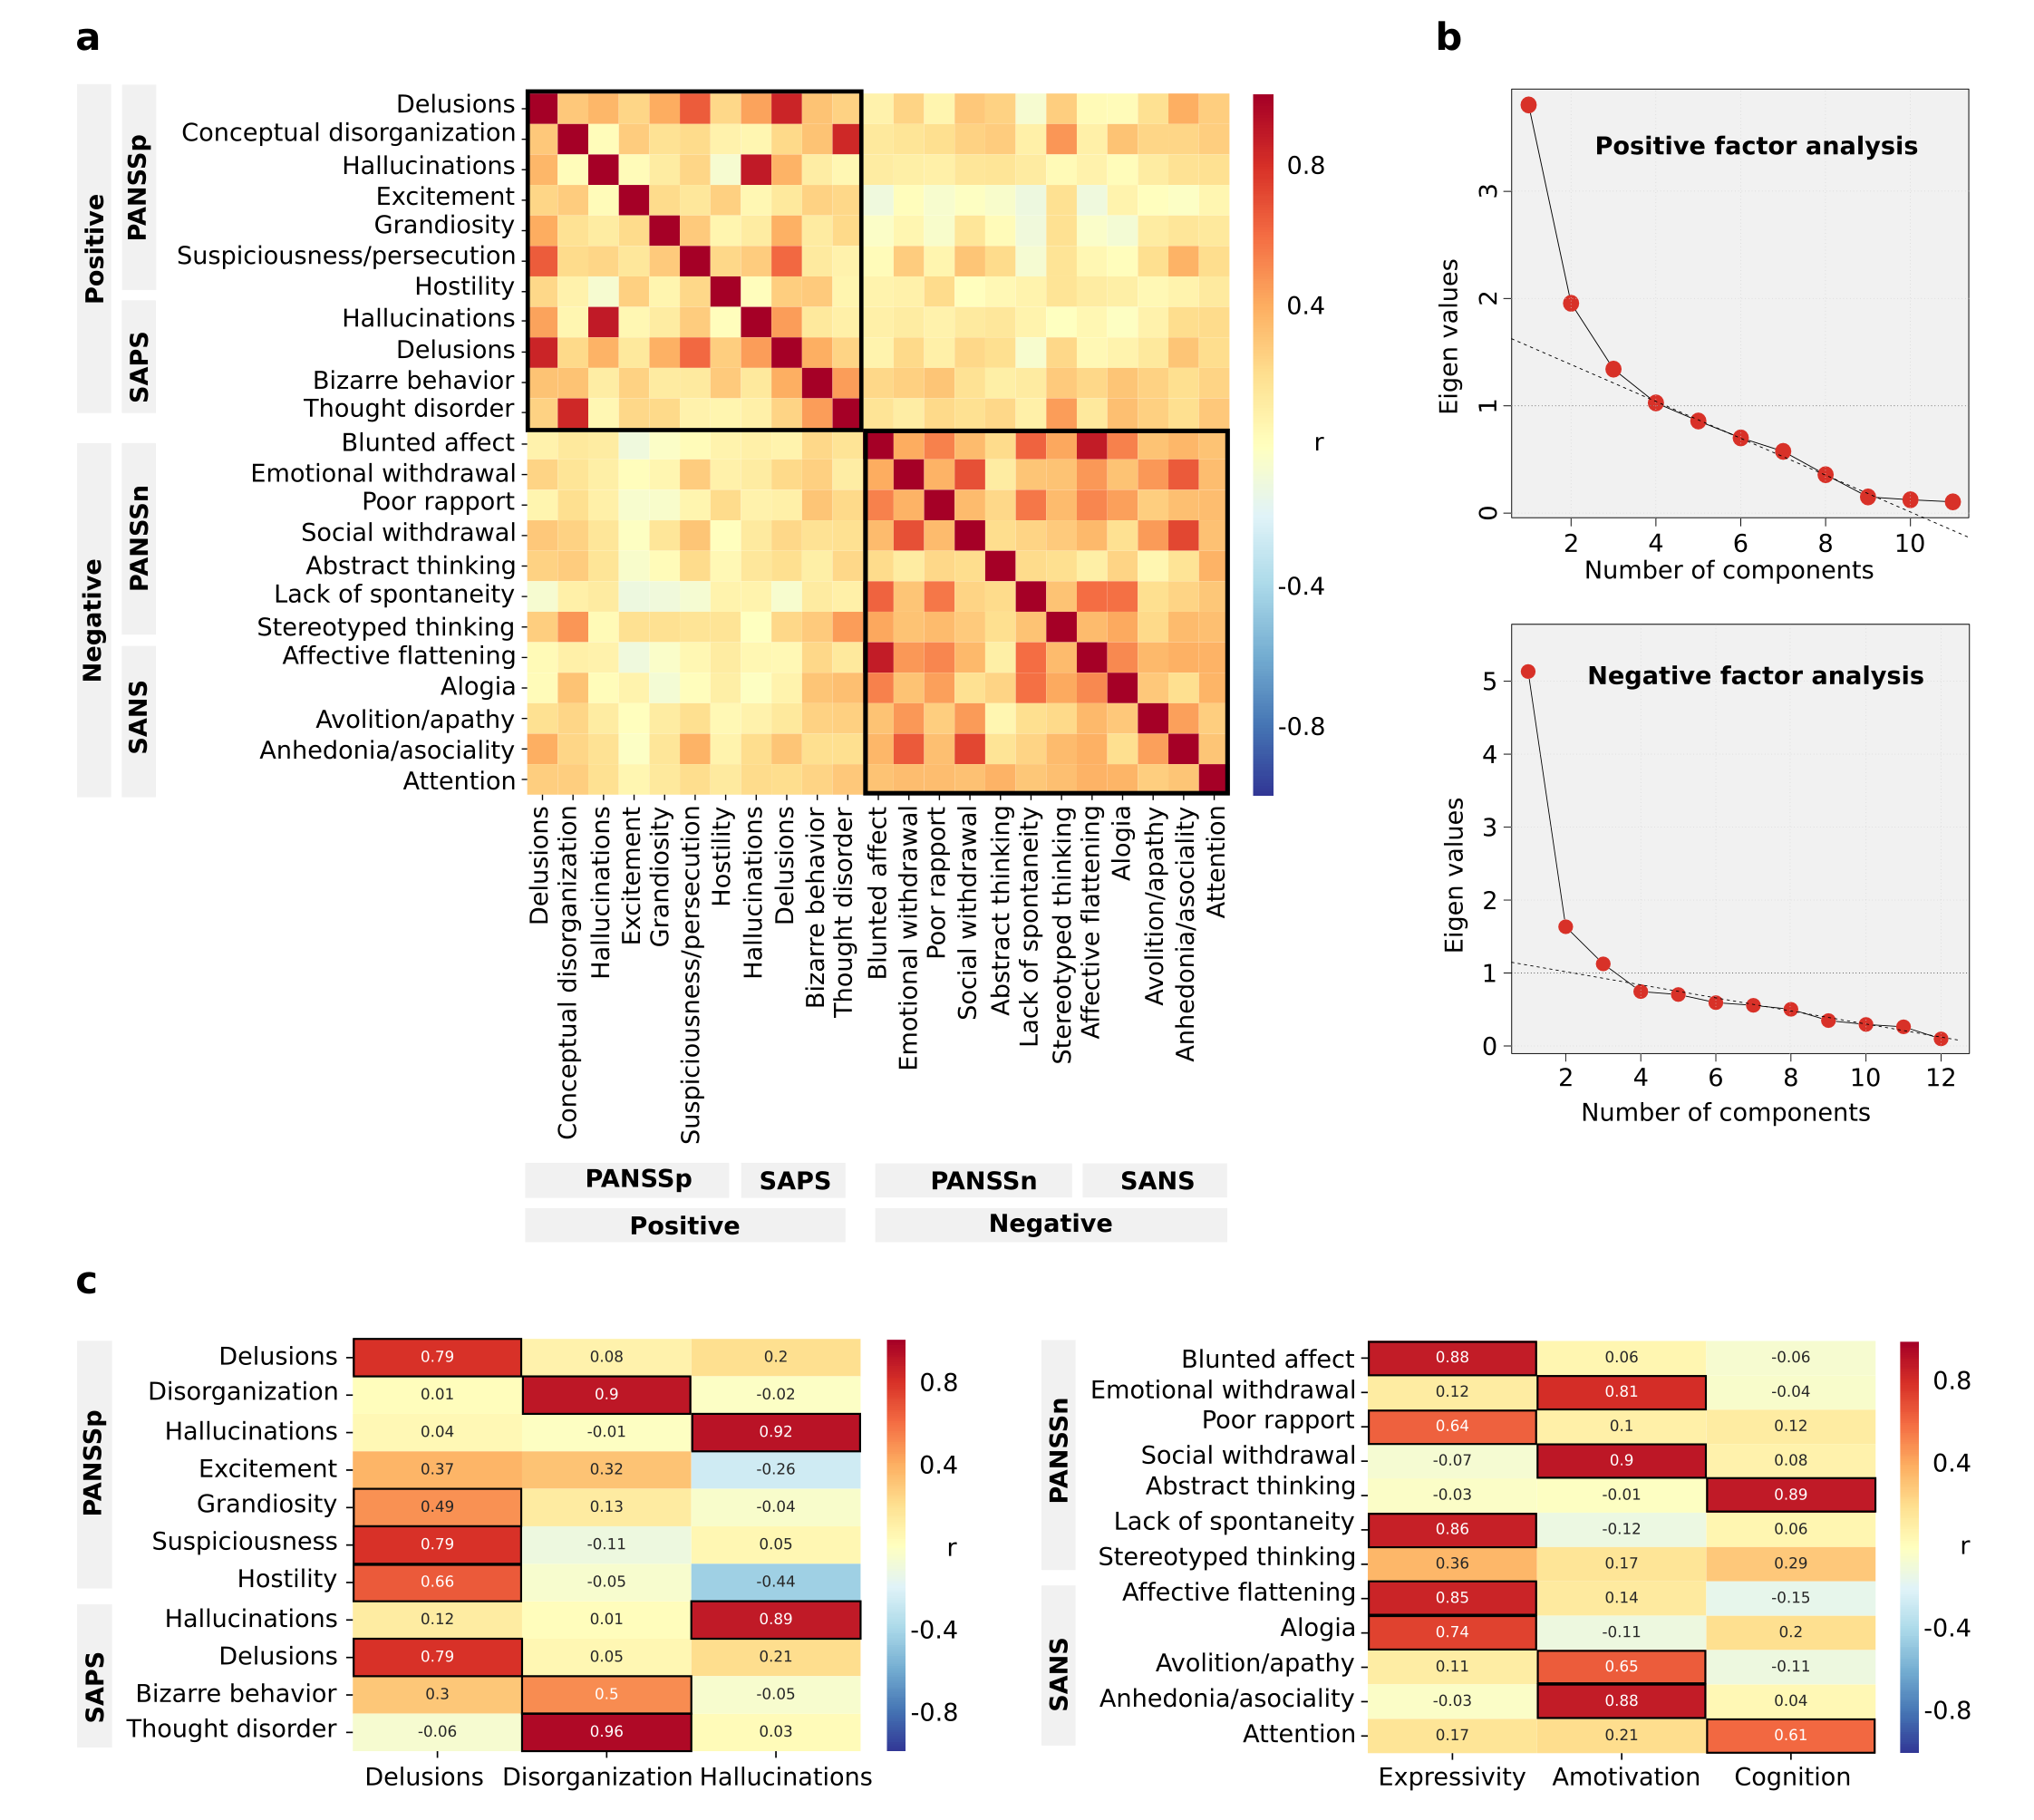 a
Positive
PANSSp
SAPS
Negative
PANSSn
SANS
Delusions
Conceptual disorganization
Hallucinations
Excitement
Grandiosity
Suspiciousness/persecution
Hostility
Hallucinations
Delusions
Bizarre behavior
Thought disorder
Blunted affect
Emotional withdrawal
Poor rapport
Social withdrawal
Abstract thinking
Lack of spontaneity
Stereotyped thinking
Affective flattening
Alogia
Avolition/apathy
Anhedonia/asociality
Attention
0.8
0.4
r
-0.4
-0.8
Delusions
Conceptual disorganization
Hallucinations
Excitement
Grandiosity
Suspiciousness/persecution
Hostility
Hallucinations
Delusions
Bizarre behavior
Thought disorder
Blunted affect
Emotional withdrawal
Poor rapport
Social withdrawal
Abstract thinking
Lack of spontaneity
Stereotyped thinking
Affective flattening
Alogia
Avolition/apathy
Anhedonia/asociality
Attention
PANSSp SAPS PANSSn SANS
Positive Negative
b
Positive factor analysis
Eigen values
3
2
1
0
2 4 6 8 10
Number of components
Negative factor analysis
Eigen values
5
4
3
2
1
0
2 4 6 8 10 12
Number of components
c
PANSSp
SAPS
Delusions 0.79 0.08 0.2
Disorganization 0.01 0.9 -0.02
Hallucinations 0.04 -0.01 0.92
Excitement 0.37 0.32 -0.26
Grandiosity 0.49 0.13 -0.04
Suspiciousness 0.79 -0.11 0.05
Hostility 0.66 -0.05 -0.44
Hallucinations 0.12 0.01 0.89
Delusions 0.79 0.05 0.21
Bizarre behavior 0.3 0.5 -0.05
Thought disorder -0.06 0.96 0.03
Delusions Disorganization Hallucinations
0.8
0.4
r
-0.4
-0.8
PANSSn
SANS
Blunted affect 0.88 0.06 -0.06
Emotional withdrawal 0.12 0.81 -0.04
Poor rapport 0.64 0.1 0.12
Social withdrawal -0.07 0.9 0.08
Abstract thinking -0.03 -0.01 0.89
Lack of spontaneity 0.86 -0.12 0.06
Stereotyped thinking 0.36 0.17 0.29
Affective flattening 0.85 0.14 -0.15
Alogia 0.74 -0.11 0.2
Avolition/apathy 0.11 0.65 -0.11
Anhedonia/asociality -0.03 0.88 0.04
Attention 0.17 0.21 0.61
Expressivity Amotivation Cognition
0.8
0.4
r
-0.4
-0.8